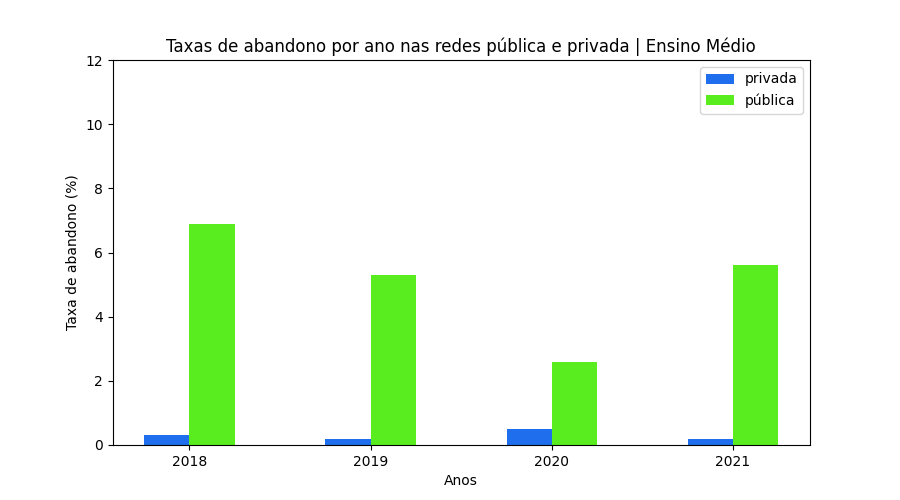 Taxas de abandono por ano nas redes pública e privada | Ensino Médio
privada
pública
Taxa de abandono (%)
12
10
8
6
4
2
0
2018 2019 2020 2021
Anos